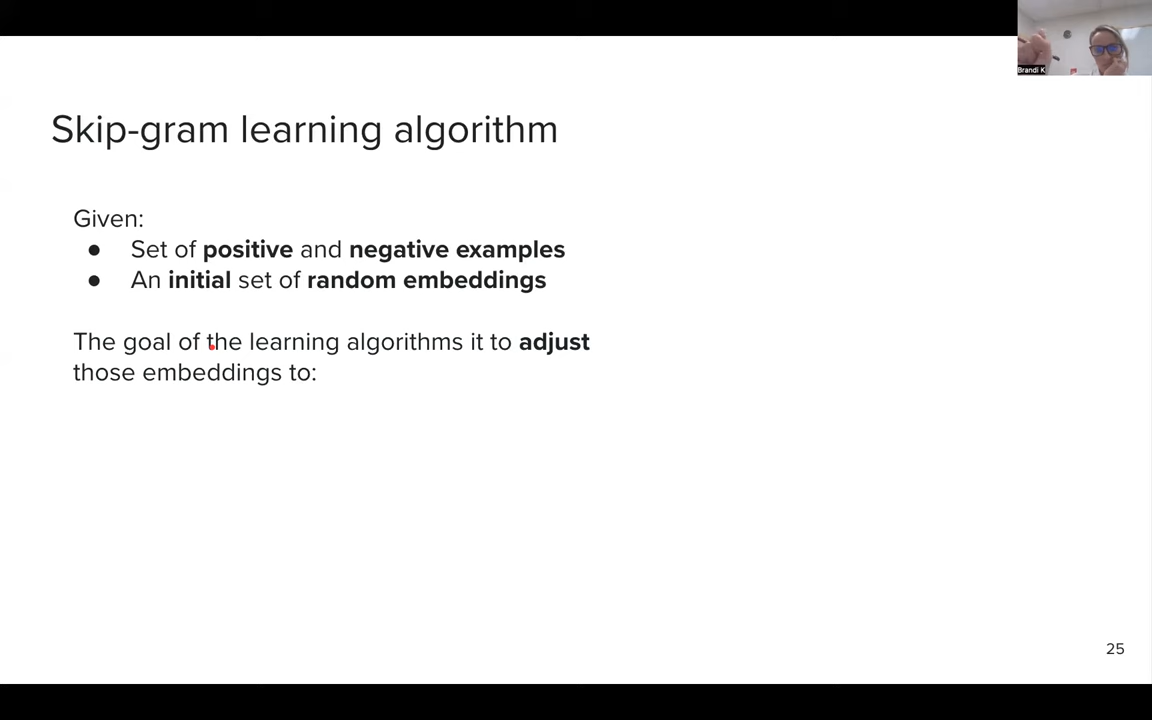 Brandi K
Skip-gram learning algorithm
Given:
● Set of positive and negative examples
● An initial set of random embeddings
The goal of the learning algorithms it to adjust
those embeddings to:
25